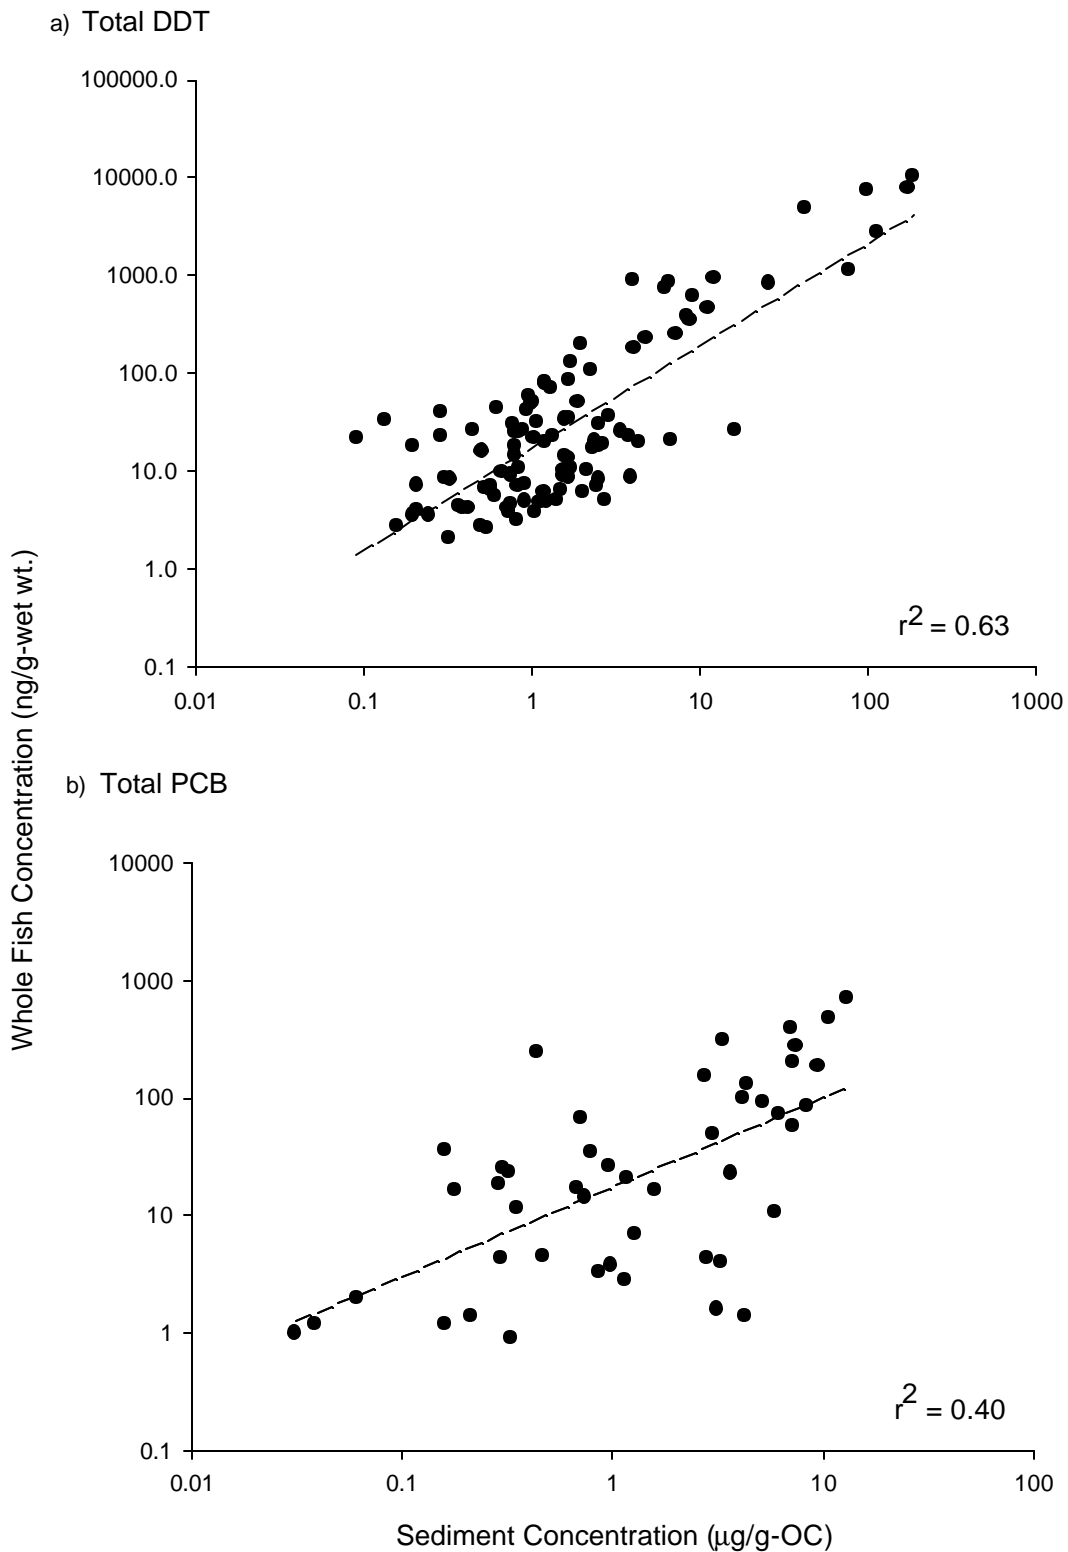 a) Total DDT
100000.0
10000.0
1000.0
100.0
10.0
1.0
0.1
r2 = 0.63
0.01 0.1 1 10 100 1000
Whole Fish Concentration (ng/g-wet wt.)
b) Total PCB
10000
1000
100
10
1
0.1
r2 = 0.40
0.01 0.1 1 10 100
Sediment Concentration (µg/g-OC)